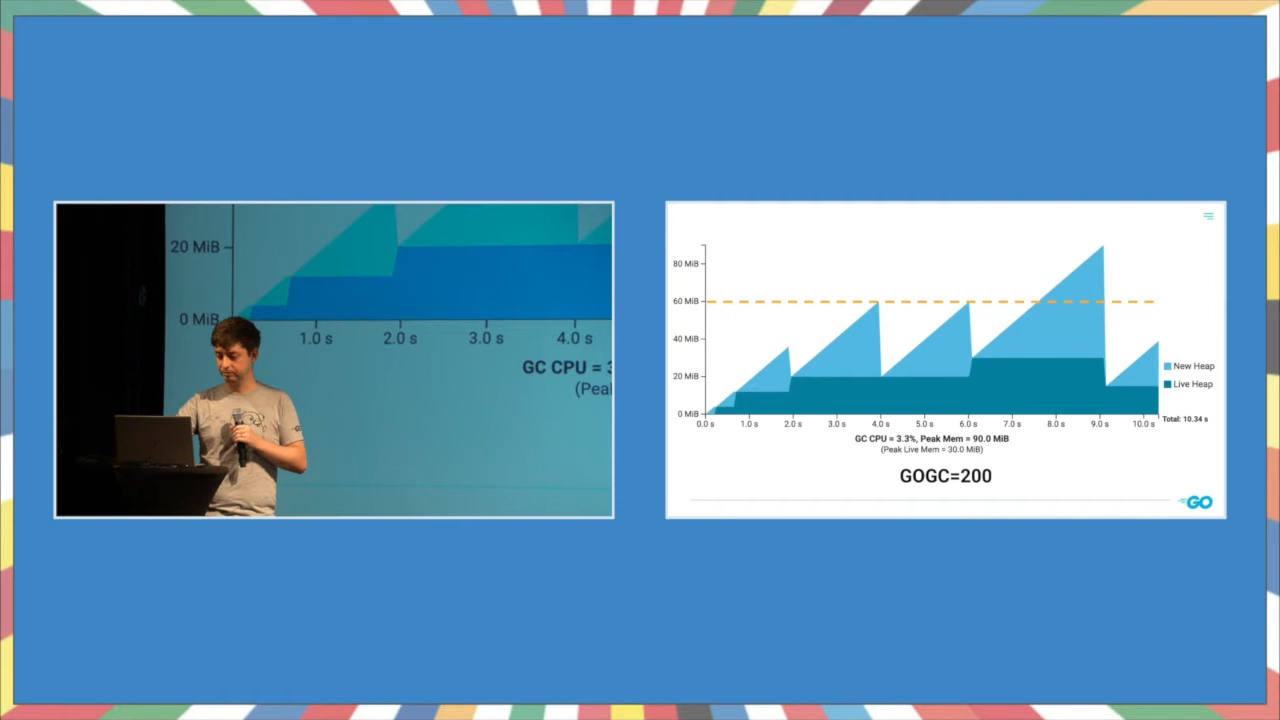 20 MiB
0 MiB
1.0 s
2.0 s
3.0 s
4.0 s
GC CPU = 3
(Peal
80 MiB
60 MiB
40 MiB
20 MiB
0 MiB
0.0 s
1.0 s
2.0 s
3.0 s
4.0 s
5.0 s
6.0 s
7.0 s
8.0 s
9.0 s
10.0 s
New Heap
Live Heap
Total: 10.34 s
GC CPU = 3.3%, Peak Mem = 90.0 MiB
(Peak Live Mem = 30.0 MiB)
GOGC=200
GO